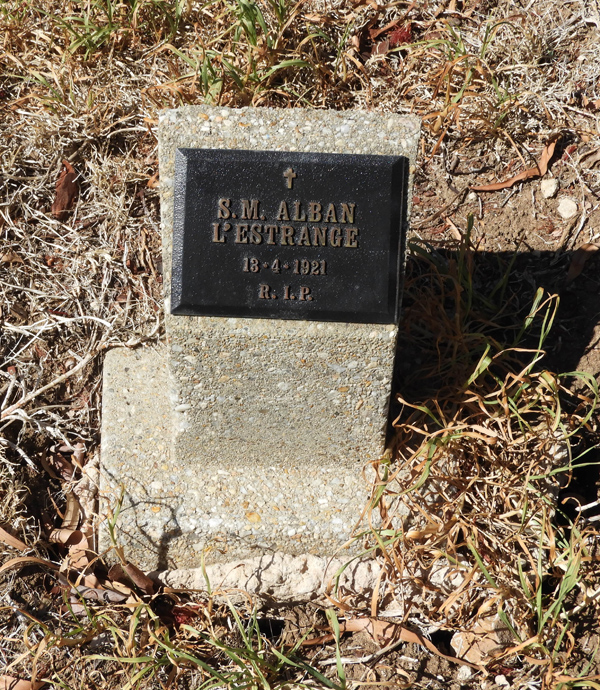 S.M. ALBAN
L'ESTRANGE
13-4-1921
R.I.P.